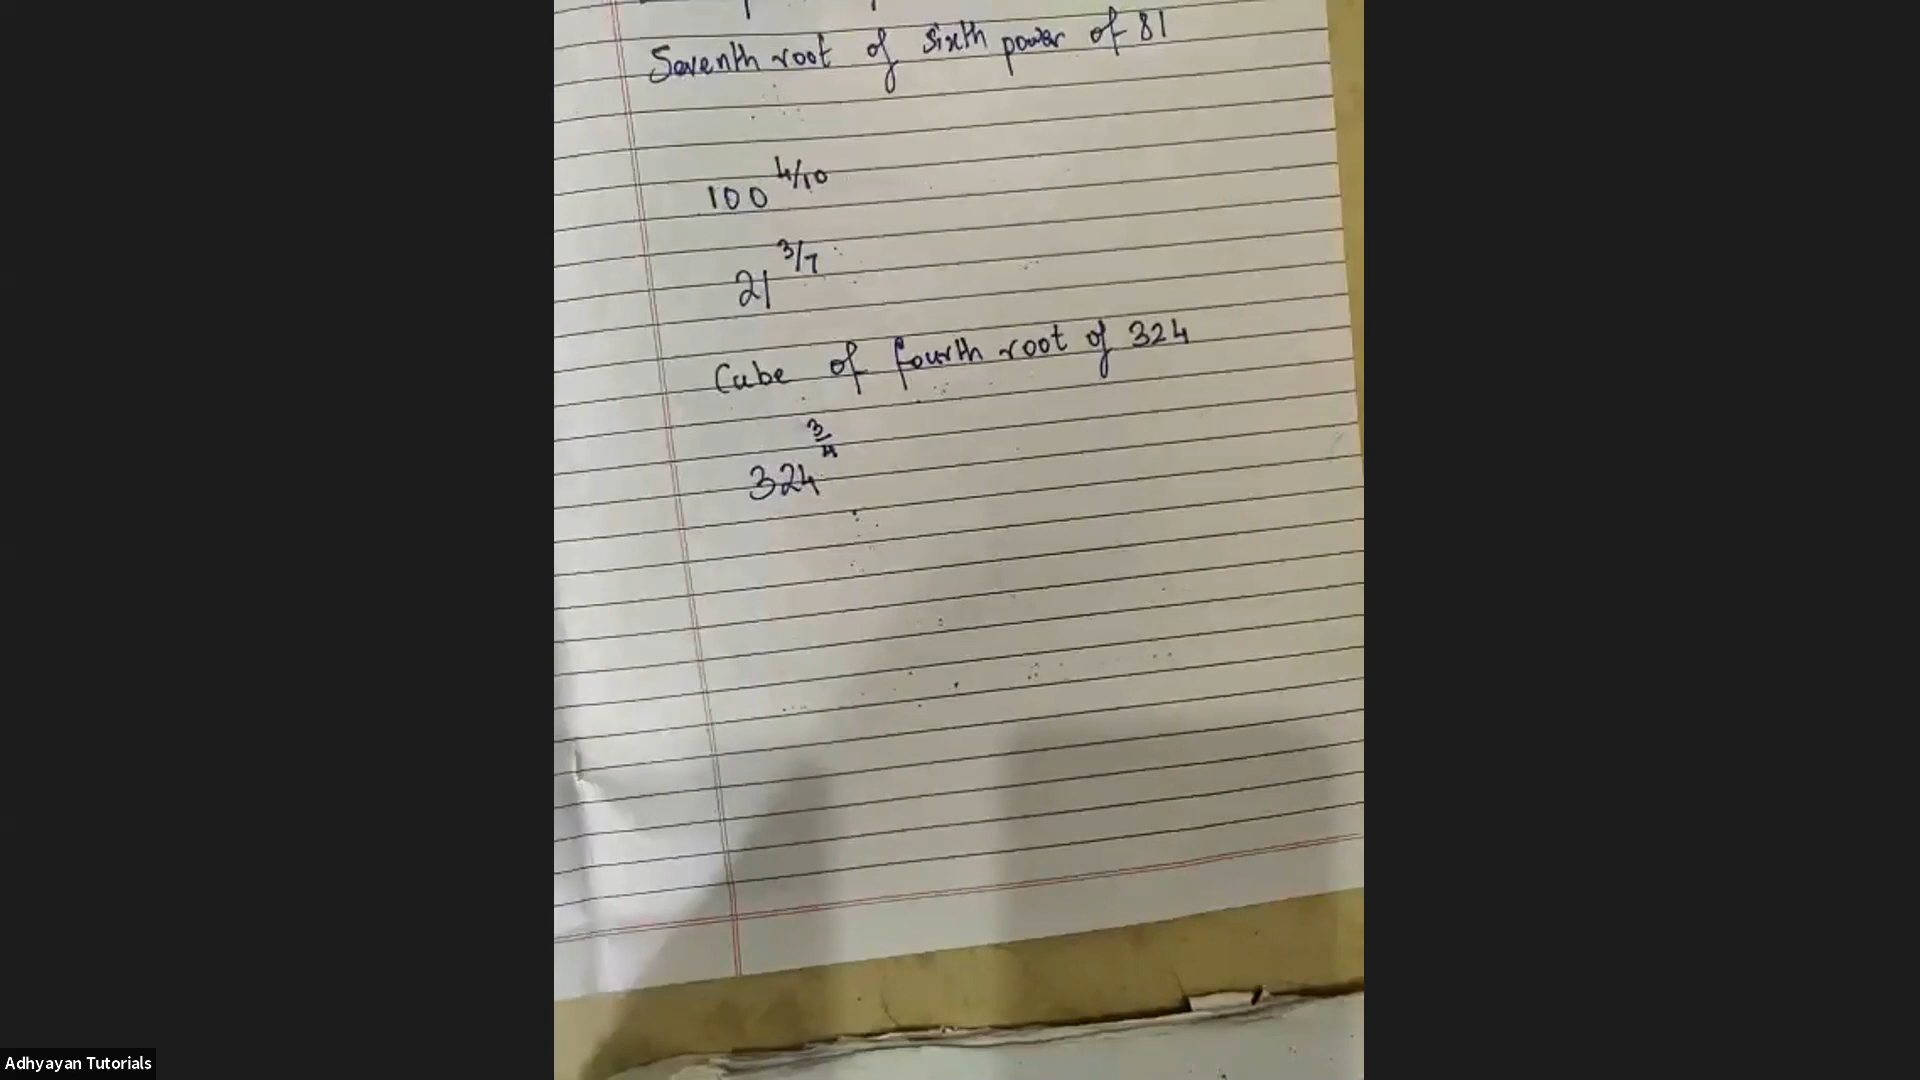 Seventh root of sixth power of 81
100^4/10
21^3/7
Cube of fourth root of 324
324^3/4
Adhyayan Tutorials